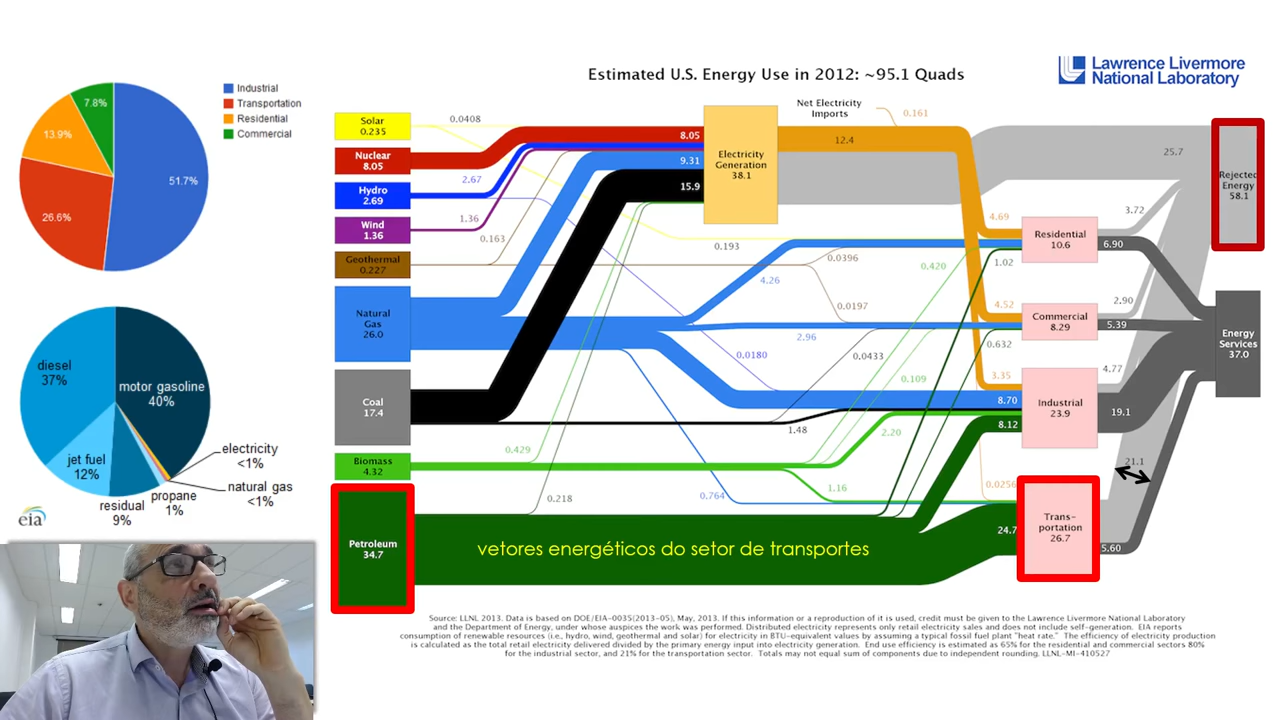 Industrial
Transportation
Residential
Commercial
7.8%
13.9%
51.7%
26.6%
diesel
37%
motor gasoline
40%
jet fuel
12%
residual
9%
propane
1%
electricity
<1%
natural gas
<1%
eia
Estimated U.S. Energy Use in 2012: ~95.1 Quads
Lawrence Livermore
National Laboratory
Solar
0.235
Nuclear
8.05
Hydro
2.69
Wind
1.36
Geothermal
0.227
Natural
Gas
26.0
Coal
17.4
Biomass
4.32
Petroleum
34.7
0.0408
2.67
1.36
0.163
0.429
0.218
8.05
9.31
15.9
Electricity
Generation
38.1
Net Electricity
Imports
0.161
12.4
25.7
0.193
0.0396
0.420
4.26
0.0197
2.96
0.0180
0.0433
0.109
1.48
2.20
1.16
0.764
4.69
1.02
4.52
0.632
3.35
8.70
8.12
0.0256
24.7
Residential
10.6
Commercial
8.29
Industrial
23.9
Trans-
portation
26.7
3.72
6.90
2.90
5.39
4.77
19.1
21.1
5.60
Rejected
Energy
58.1
Energy
Services
37.0
vetores energéticos do setor de transportes
Source: LLNL 2013. Data is based on DOE/EIA-0035(2013-05), May, 2013. If this information or a reproduction of it is used, credit must be given to the Lawrence Livermore National Laboratory
and the Department of Energy, under whose auspices the work was performed. Distributed electricity represents only retail electricity sales and does not include self-generation. EIA reports
consumption of renewable resources (i.e., hydro, wind, geothermal and solar) for electricity in BTU-equivalent values by assuming a typical fossil fuel plant "heat rate." The efficiency of electricity production
is calculated as the total retail electricity delivered divided by the primary energy input into electricity generation. End use efficiency is estimated as 65% for the residential and commercial sectors 80%
for the industrial sector, and 21% for the transportation sector. Totals may not equal sum of components due to independent rounding. LLNL-MI-410527